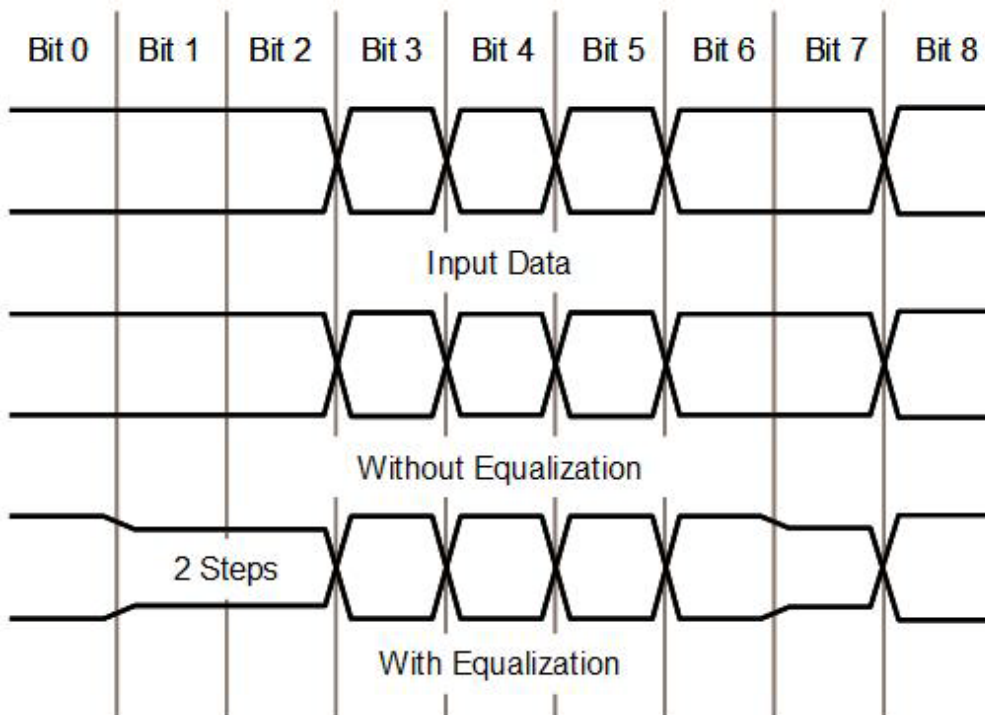 Bit 0 Bit 1 Bit 2 Bit 3 Bit 4 Bit 5 Bit 6 Bit 7 Bit 8
Input Data
Without Equalization
2 Steps
With Equalization